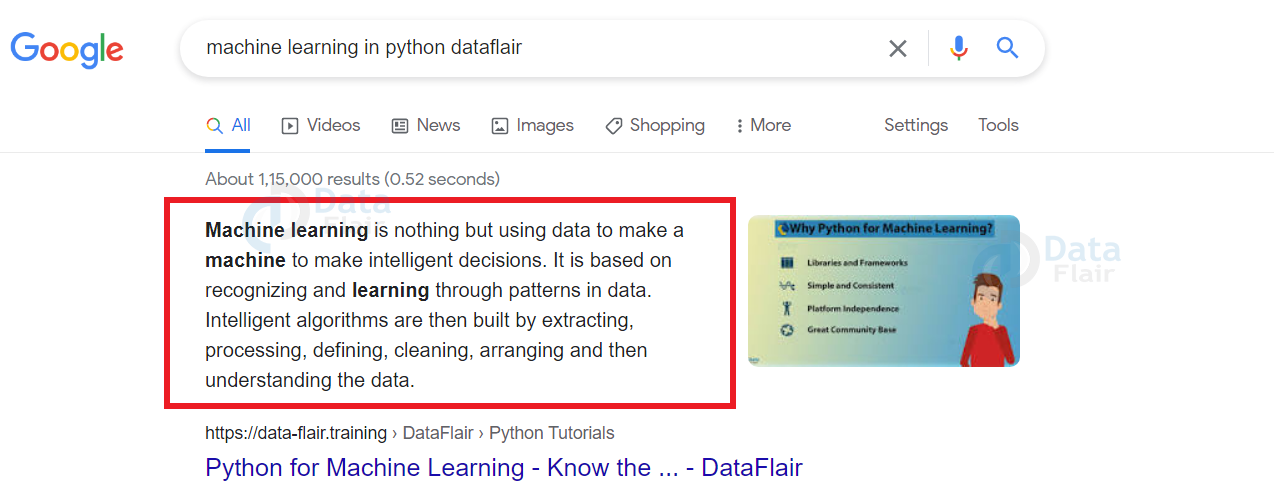 Google
machine learning in python dataflair
All Videos News Images Shopping More Settings Tools
About 1,15,000 results (0.52 seconds)
Data
Flair
Machine learning is nothing but using data to make a
machine to make intelligent decisions. It is based on
recognizing and learning through patterns in data.
Intelligent algorithms are then built by extracting,
processing, defining, cleaning, arranging and then
understanding the data.
Why Python for Machine Learning?
Libraries and Frameworks
Simple and Consistent
Platform Independence
Great Community Base
Data
Flair
https://data-flair.training › DataFlair › Python Tutorials
Python for Machine Learning - Know the ... - DataFlair